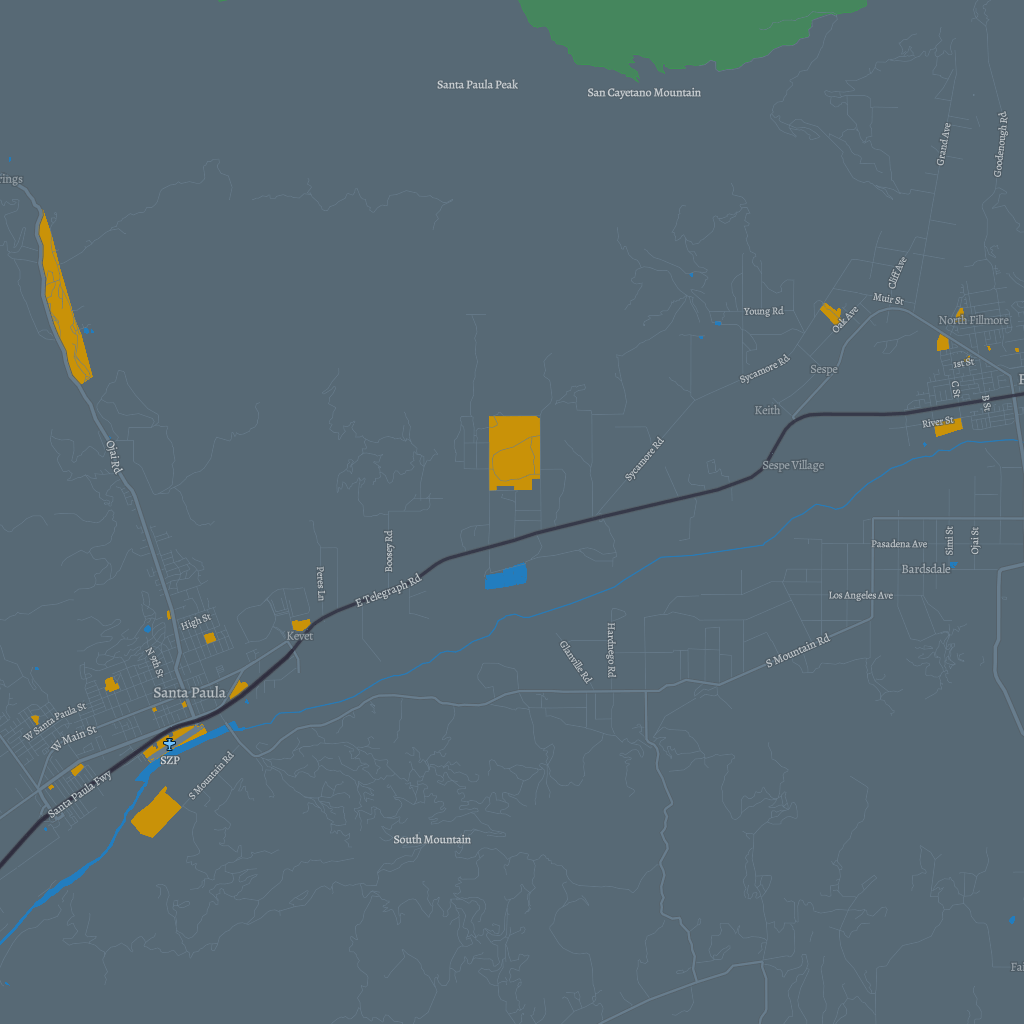 Santa Paula Peak
San Cayetano Mountain
Grand Ave
Goodenough Rd
rings
Cliff Ave
Muir St
Young Rd
Oak Ave
North Fillmore
Sycamore Rd
Sespe
1st St
C St
B St
Keith
River St
Ojai Rd
Sycamore Rd
Sespe Village
Boosey Rd
Simi St
Ojai St
Pasadena Ave
Bardsdale
Peres Ln
E Telegraph Rd
Los Angeles Ave
High St
Kevet
N 9th St
Glanville Rd
Hardnego Rd
S Mountain Rd
Santa Paula
W Santa Paula St
W Main St
SZP
S Mountain Rd
Santa Paula Fwy
South Mountain
Fai